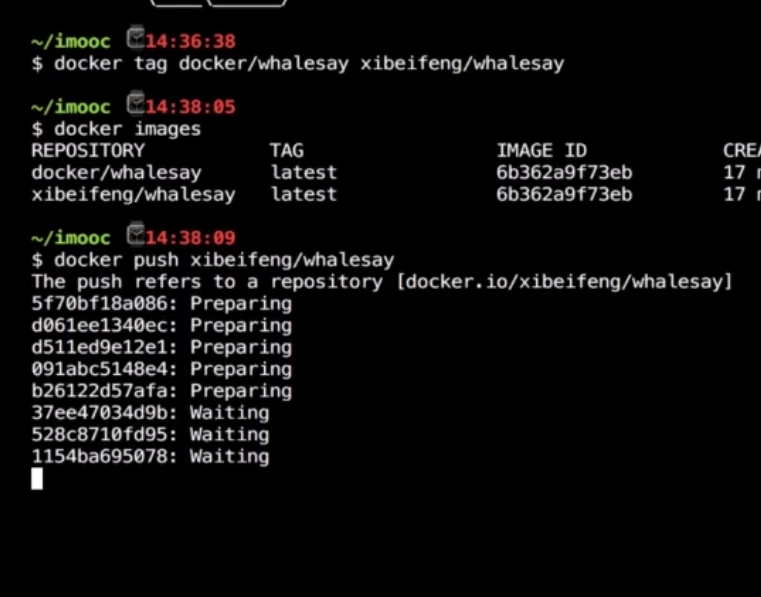 ~/imooc 14:36:38
$ docker tag docker/whalesay xibeifeng/whalesay
~/imooc 14:38:05
$ docker images
REPOSITORY TAG IMAGE ID CREA
docker/whalesay latest 6b362a9f73eb 17
xibeifeng/whalesay latest 6b362a9f73eb 17
~/imooc 14:38:09
$ docker push xibeifeng/whalesay
The push refers to a repository [docker.io/xibeifeng/whalesay]
5f70bf18a086: Preparing
d061ee1340ec: Preparing
d511ed9e12e1: Preparing
091abc5148e4: Preparing
b26122d57afa: Preparing
37ee47034d9b: Waiting
528c8710fd95: Waiting
1154ba695078: Waiting